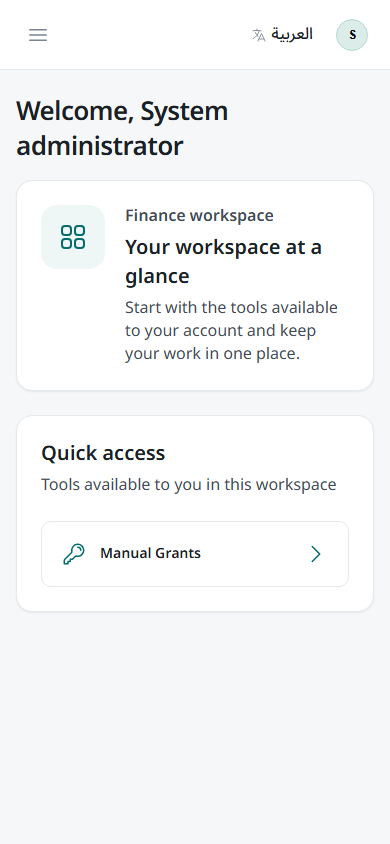 العربية
S
Welcome, System
administrator
Finance workspace
Your workspace at a
glance
Start with the tools available
to your account and keep
your work in one place.
Quick access
Tools available to you in this workspace
Manual Grants